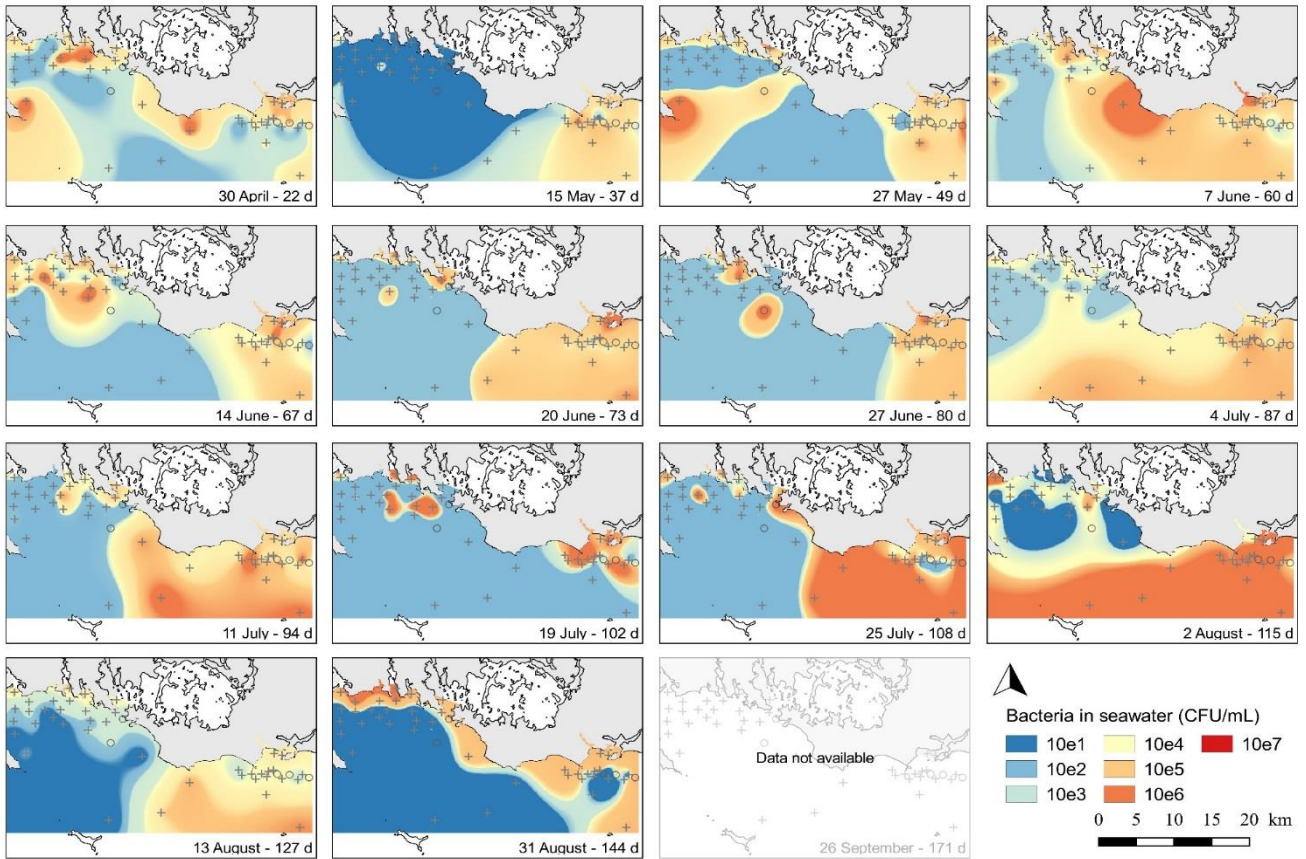 30 April - 22 d
15 May - 37 d
27 May - 49 d
7 June - 60 d
14 June - 67 d
20 June - 73 d
27 June - 80 d
4 July - 87 d
11 July - 94 d
19 July - 102 d
25 July - 108 d
2 August - 115 d
13 August - 127 d
31 August - 144 d
Data not available
26 September - 171 d
Bacteria in seawater (CFU/mL)
10e1 10e4 10e7
10e2 10e5
10e3 10e6
0 5 10 15 20
km